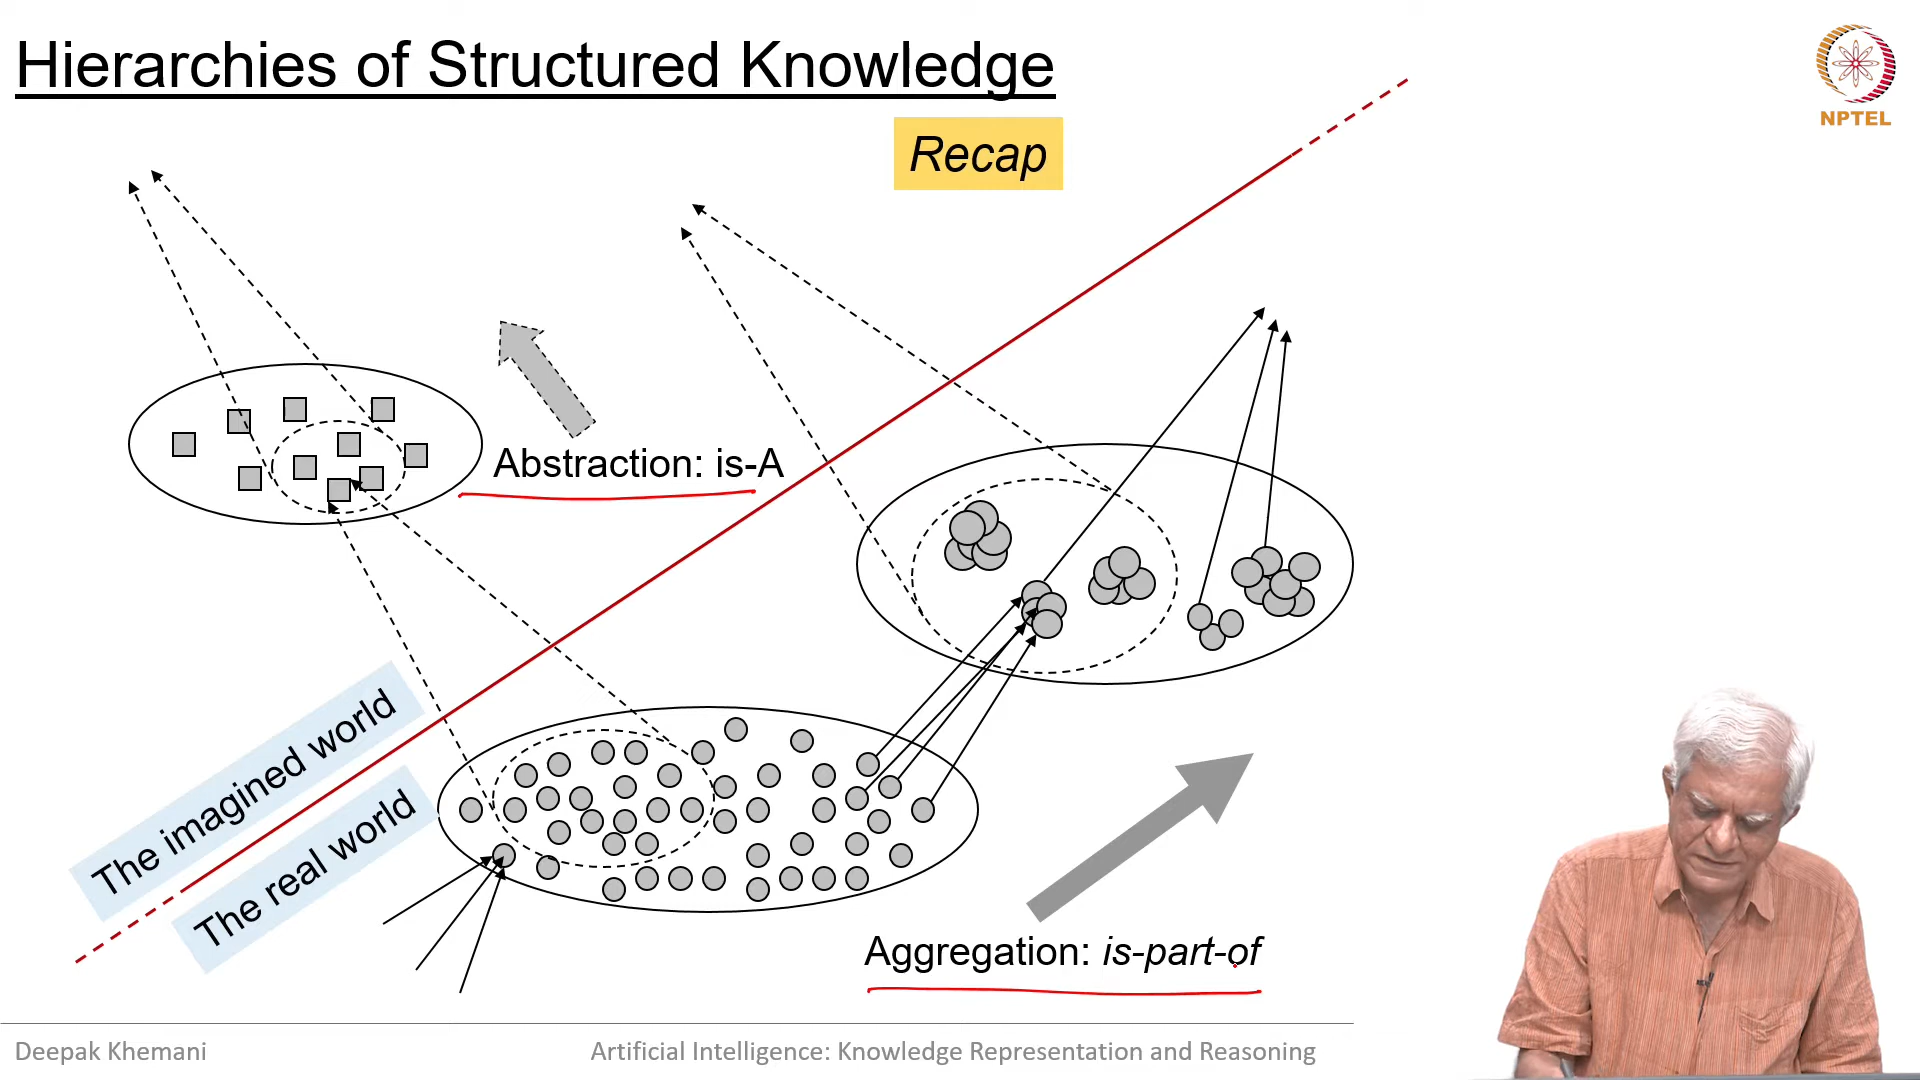 Hierarchies of Structured Knowledge
NPTEL
Recap
Abstraction: is-A
The imagined world
The real world
Aggregation: is-part-of
Deepak Khemani
Artificial Intelligence: Knowledge Representation and Reasoning